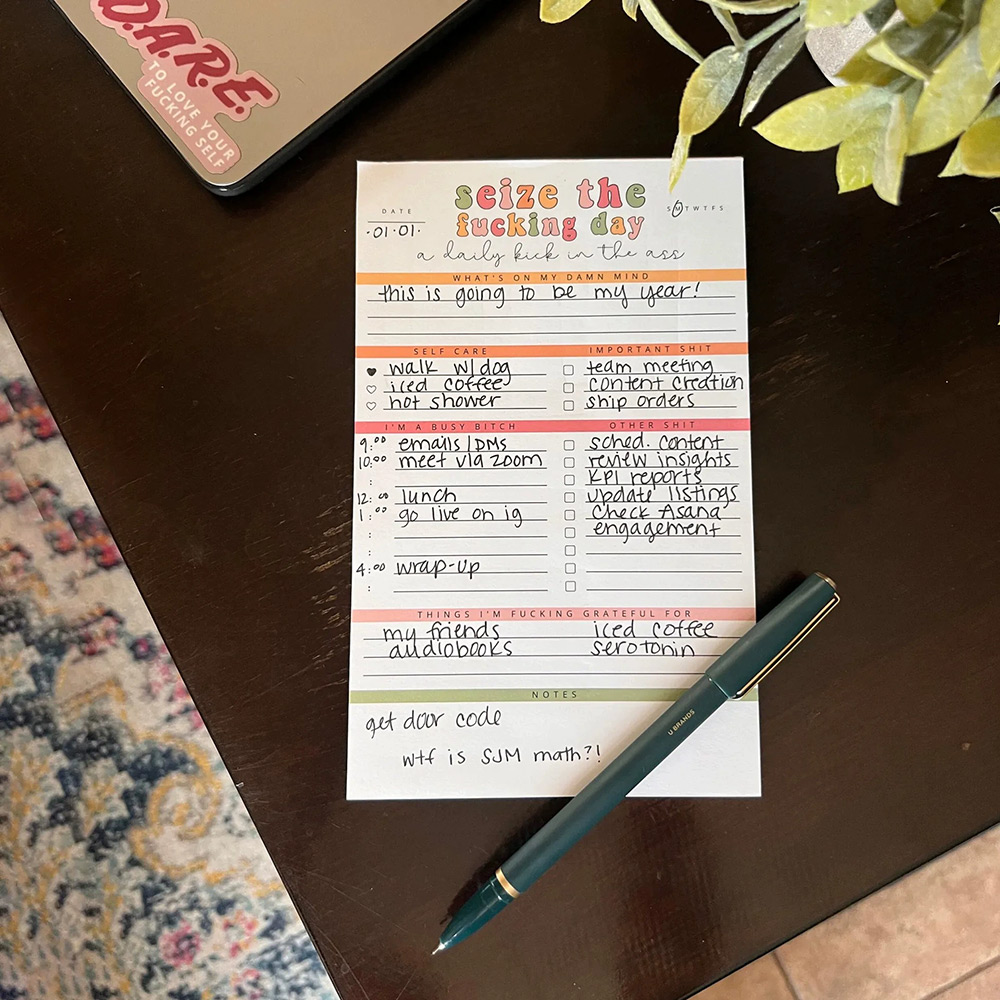 D.A.R.E.
TO LOVE YOUR
FUCKING SELF
seize the
fucking day
a daily kick in the ass
DATE
·01·01·
S M T W T F S
WHAT'S ON MY DAMN MIND
this is going to be my year!
SELF CARE
walk w/dog
iced coffee
hot shower
IMPORTANT SHIT
team meeting
content creation
ship orders
I'M A BUSY BITCH
9:00 emails/DMs
10:00 meet via zoom
:
12:00 lunch
1:00 go live on ig
:
:
4:00 wrap-up
:
OTHER SHIT
sched. content
review insights
KPI reports
update listings
Check Asana
engagement
THINGS I'M FUCKING GRATEFUL FOR
my friends iced coffee
audiobooks serotonin
NOTES
get door code
wtf is SJM math?!
U BRANDS